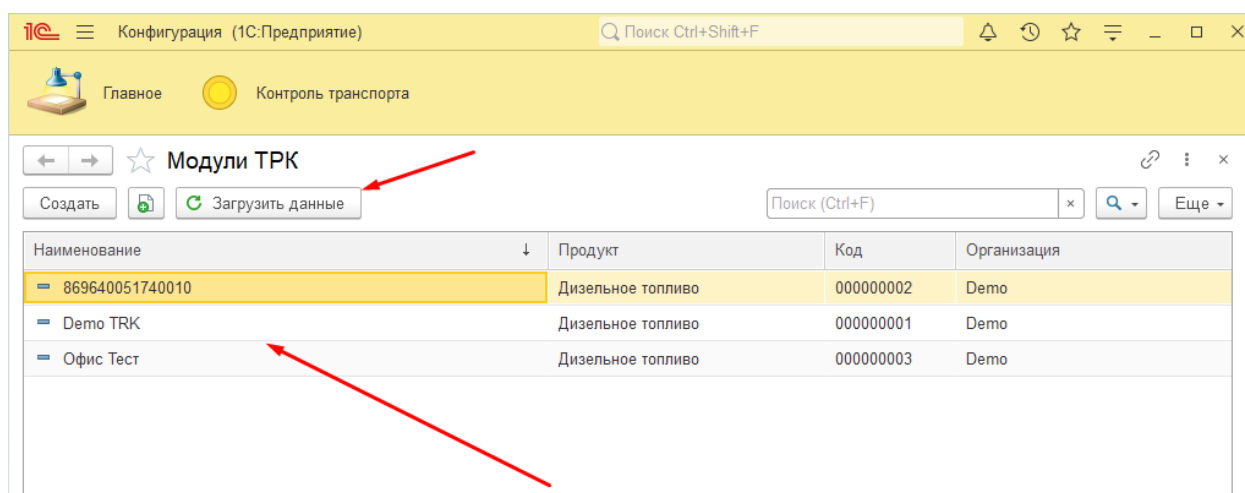 1С Конфигурация (1С:Предприятие) Поиск Ctrl+Shift+F
Главное Контроль транспорта
Модули ТРК
Создать Загрузить данные Поиск (Ctrl+F) × Еще
Наименование ↓ Продукт Код Организация
869640051740010 Дизельное топливо 000000002 Demo
Demo TRK Дизельное топливо 000000001 Demo
Офис Тест Дизельное топливо 000000003 Demo